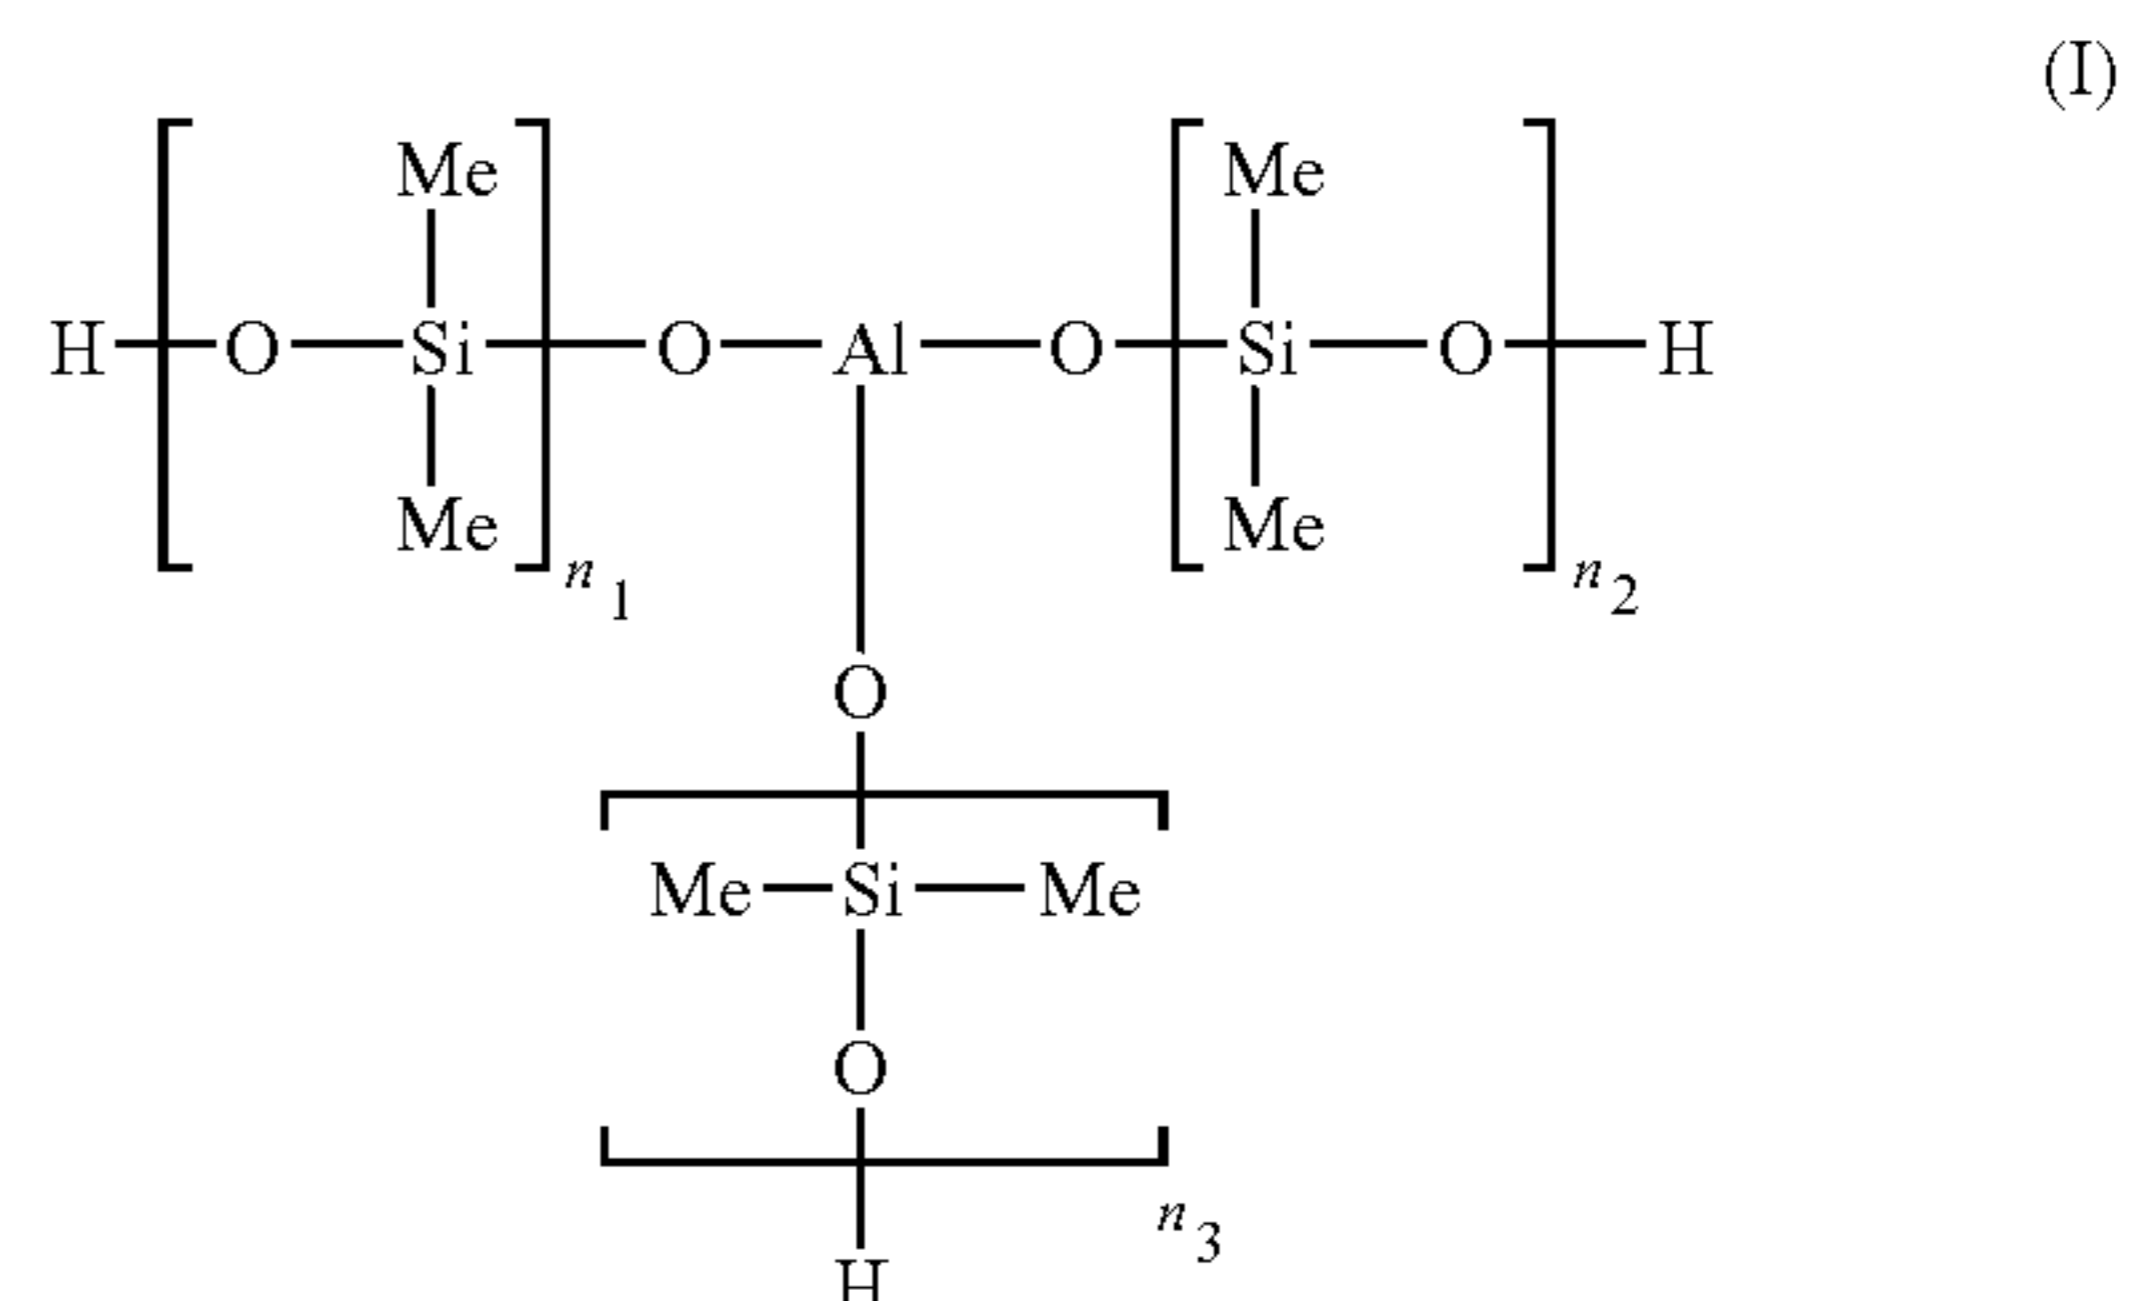 (I)
Me Me
H O Si O Al O Si O H
Me Me
n1 n2
O
Me Si Me
O
n3
H